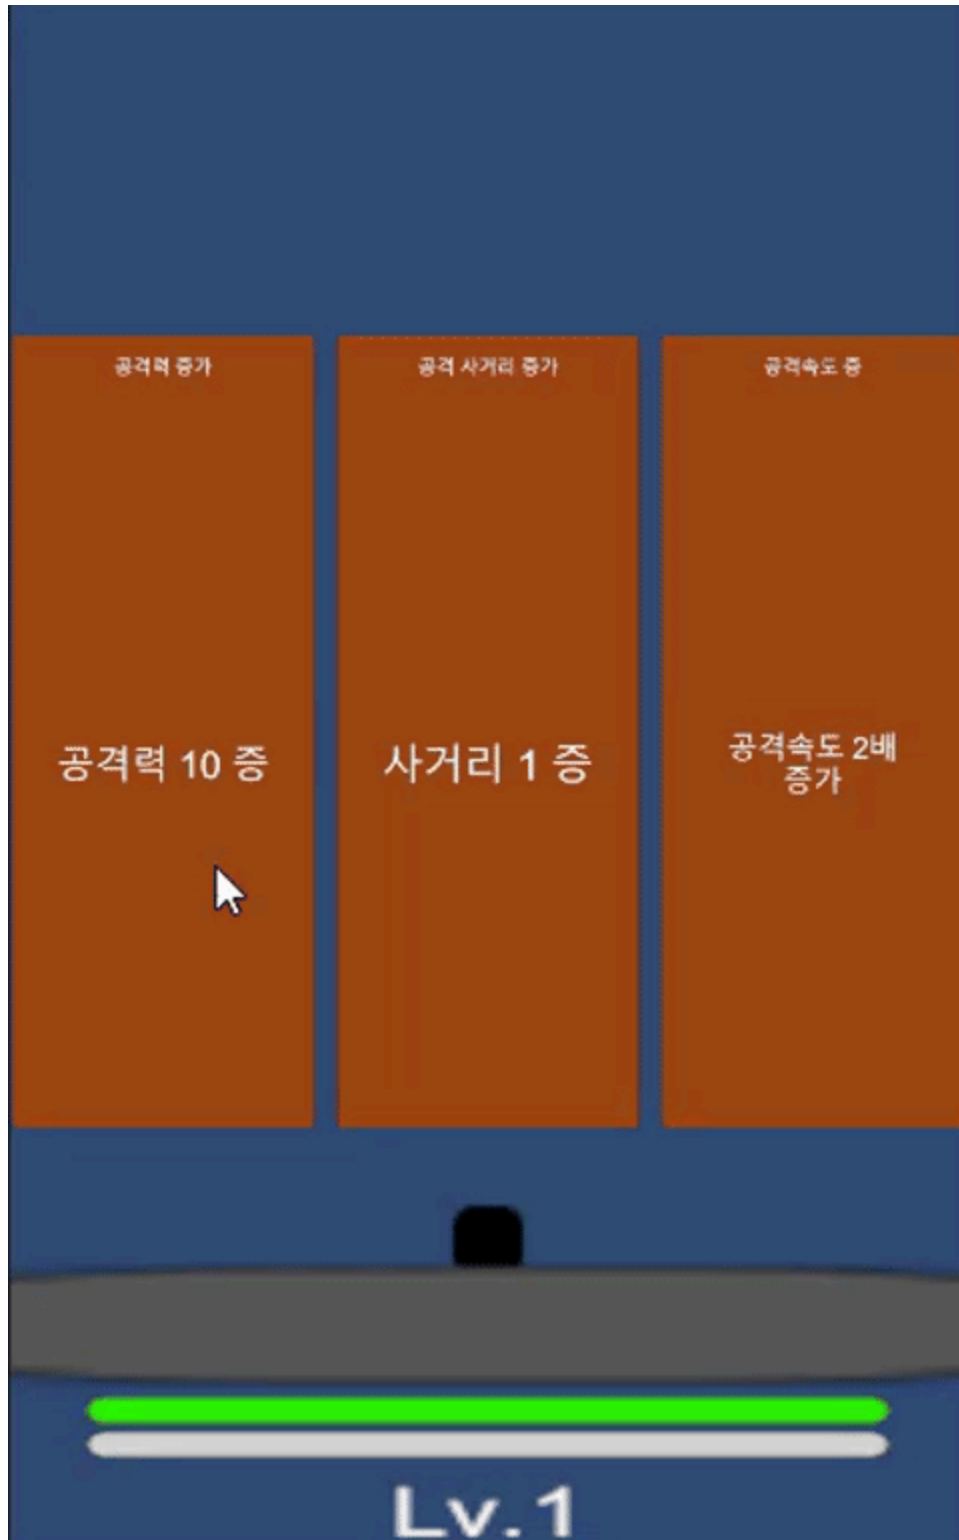 공격력 증가
공격 사거리 증가
공격속도 증
공격력 10 증
사거리 1 증
공격속도 2배
증가
Lv.1